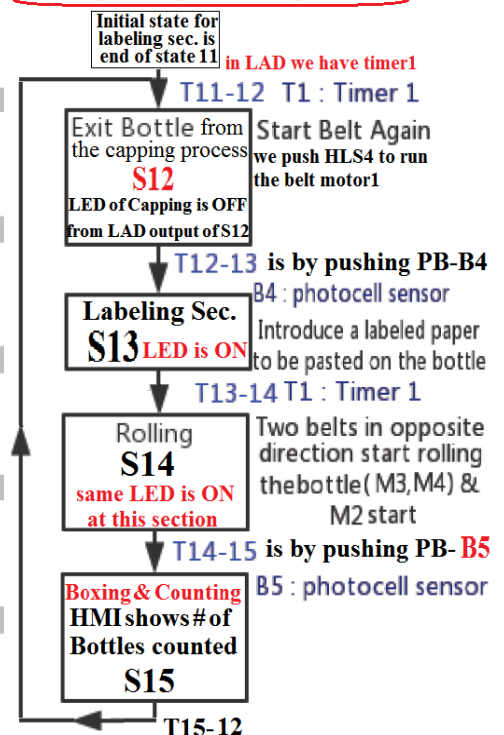 Initial state for
labeling sec. is
end of state 11
in LAD we have timer1
T11-12 T1 : Timer 1
Exit Bottle from
the capping process
S12
LED of Capping is OFF
from LAD output of S12
Start Belt Again
we push HLS4 to run
the belt motor1
T12-13 is by pushing PB-B4
B4 : photocell sensor
Labeling Sec.
S13 LED is ON
Introduce a labeled paper
to be pasted on the bottle
T13-14 T1 : Timer 1
Rolling
S14
same LED is ON
at this section
Two belts in opposite
direction start rolling
thebottle( M3,M4) &
M2 start
T14-15 is by pushing PB- B5
B5 : photocell sensor
Boxing & Counting
HMI shows # of
Bottles counted
S15
T15-12